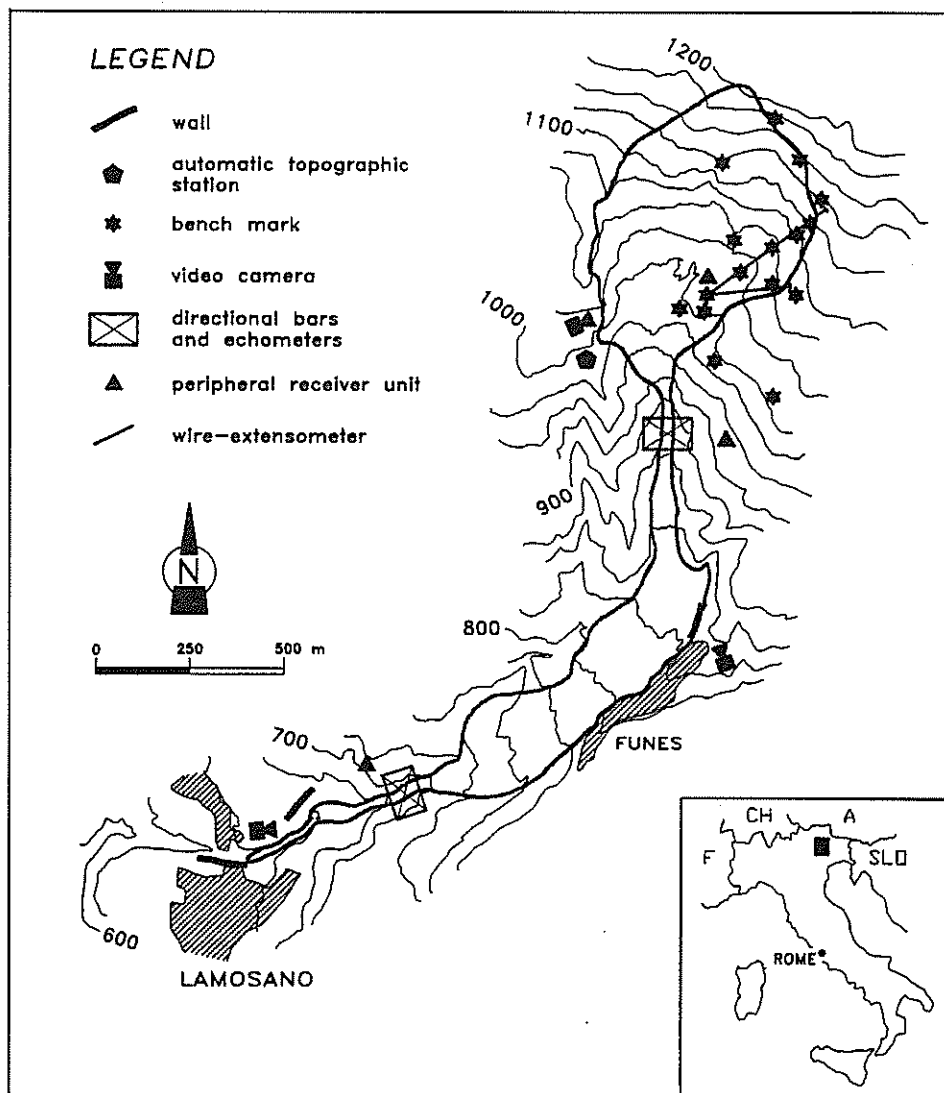 LEGEND
wall
automatic topographic
station
bench mark
video camera
directional bars
and echometers
peripheral receiver unit
wire-extensometer
N
0 250 500 m
1200
1100
1000
900
800
700
600
FUNES
LAMOSANO
CH A
F SLO
ROME